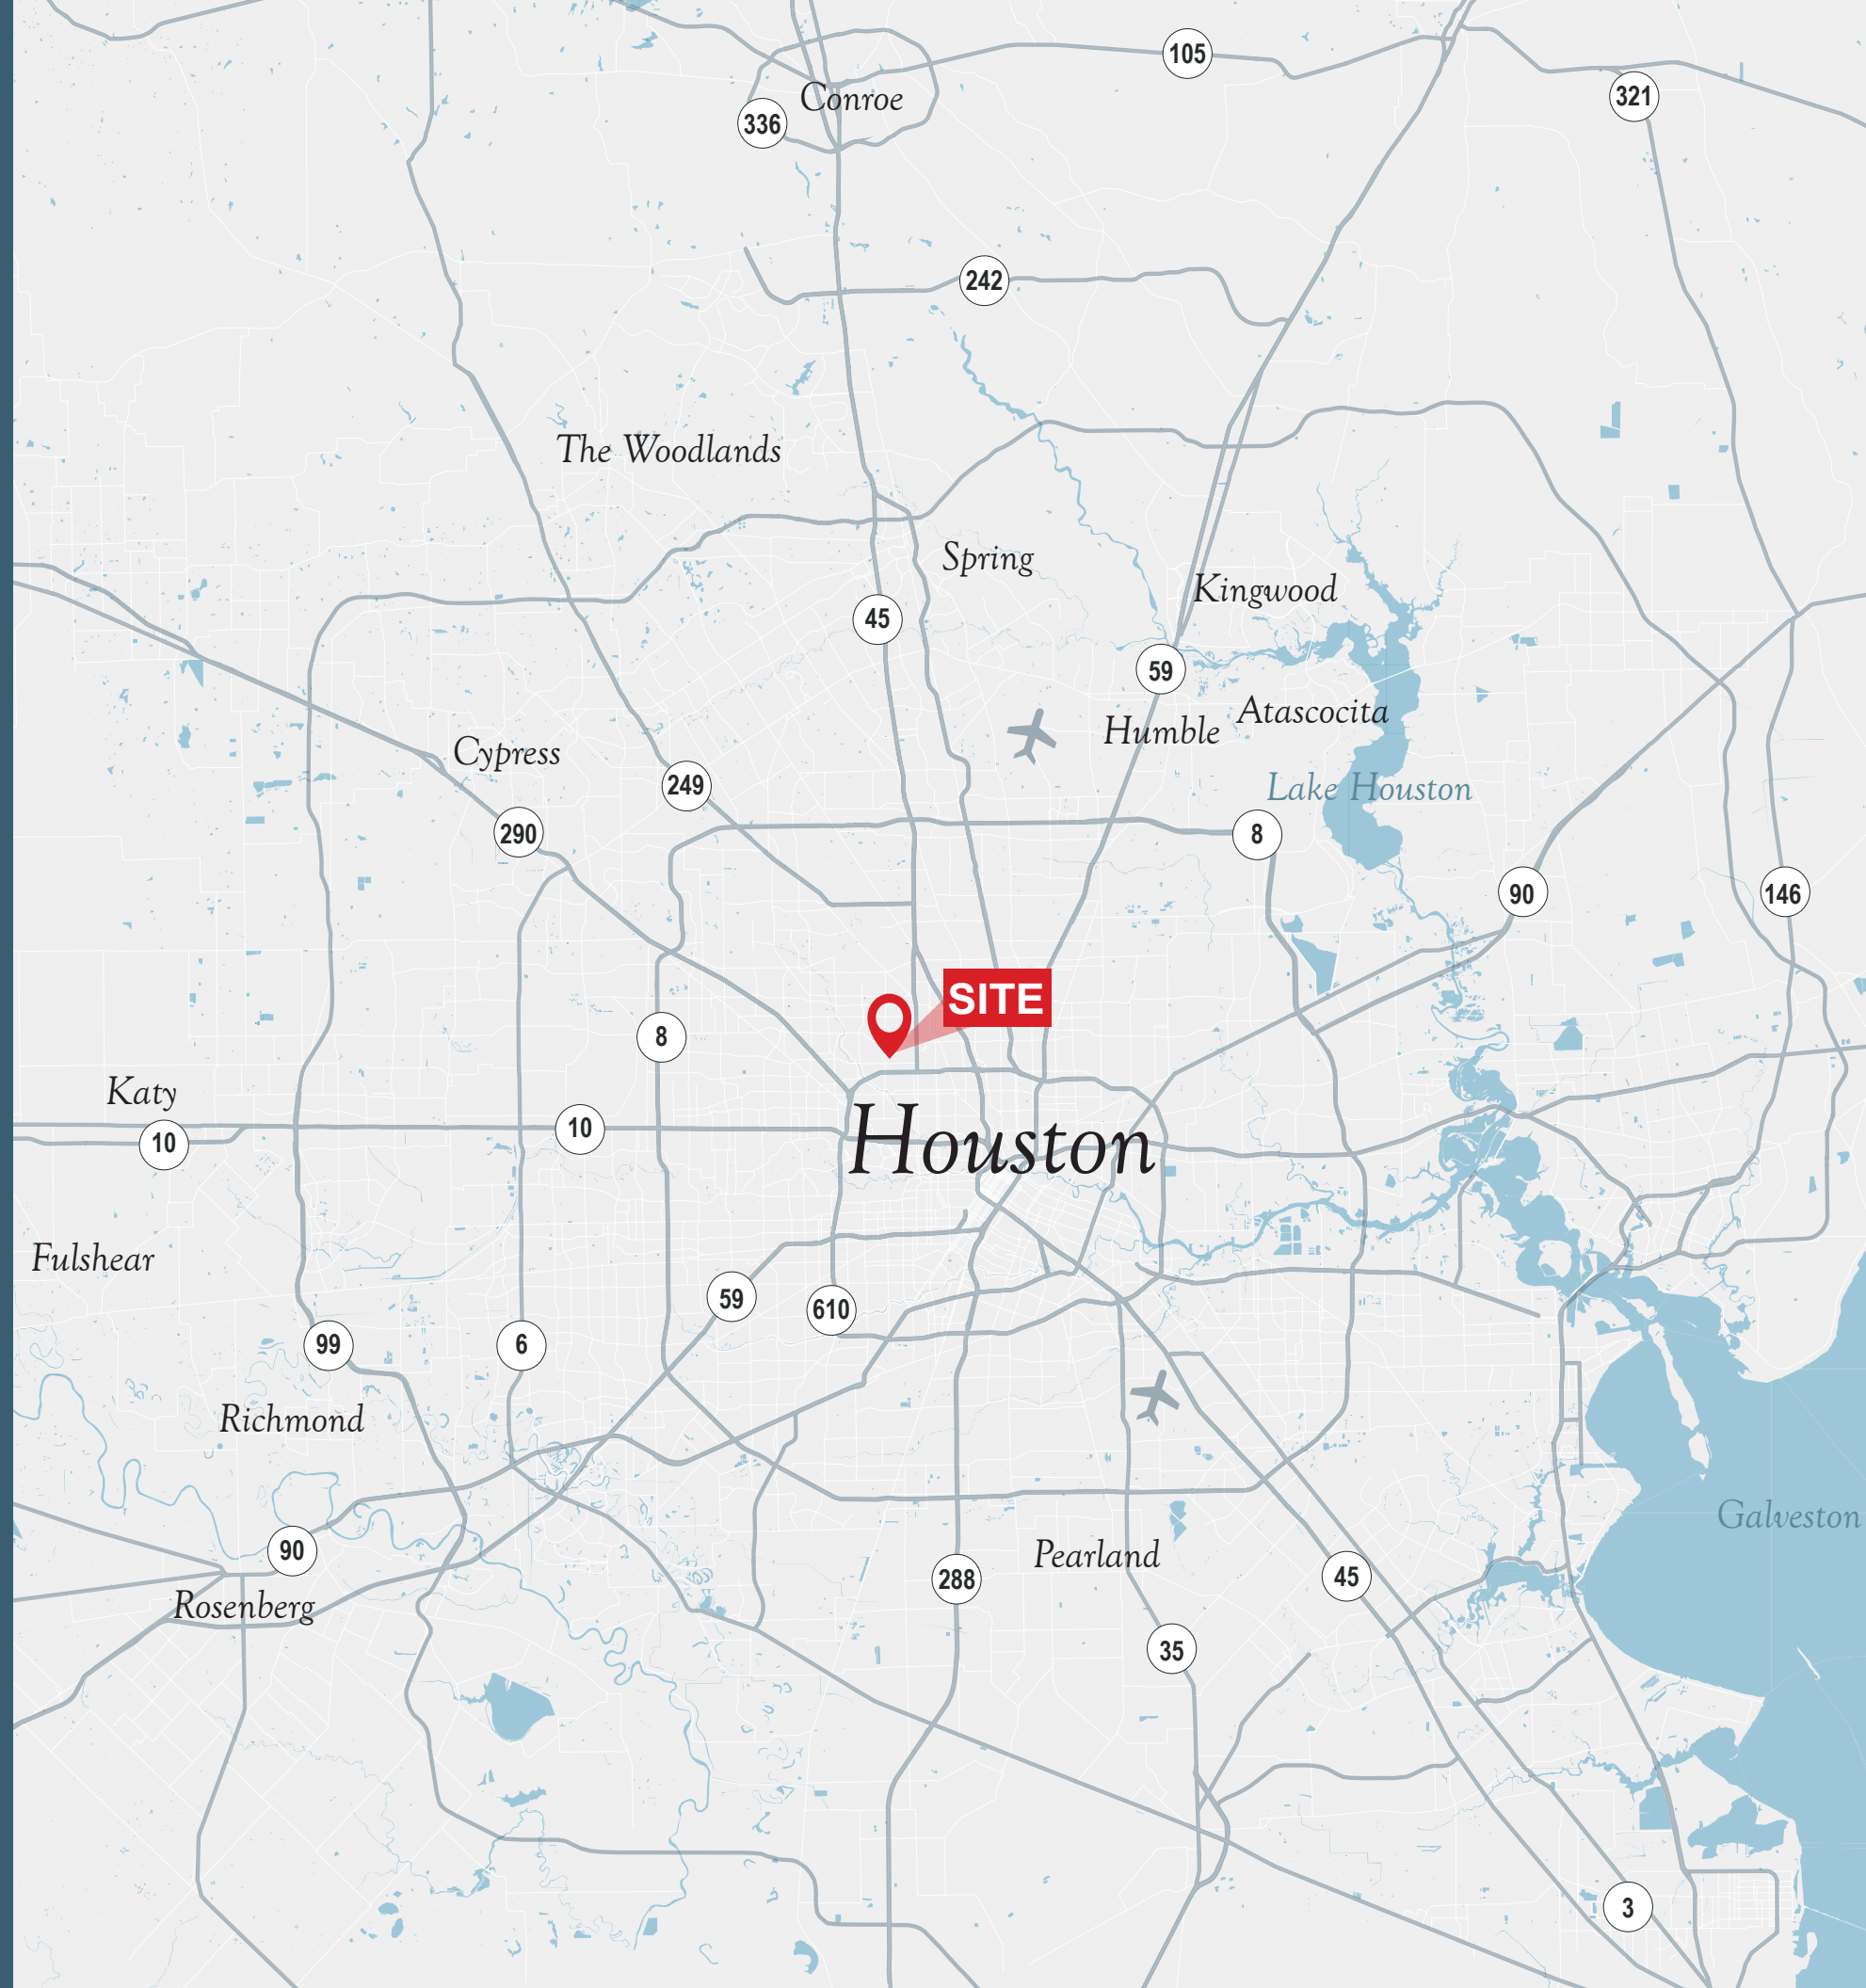 105
321
Conroe
336
242
The Woodlands
Spring
Kingwood
45
59
Atascocita
Humble
Cypress
249
Lake Houston
290
8
90
146
SITE
8
Katy
10
10
Houston
Fulshear
59
610
99
6
Richmond
Galveston
90
Pearland
288
45
Rosenberg
35
3